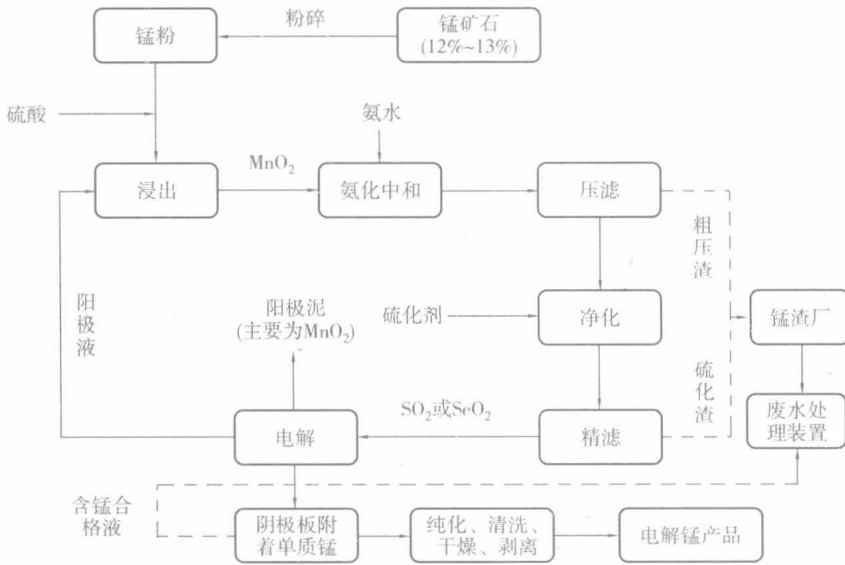 锰粉
粉碎
锰矿石
(12%~13%)
硫酸
氨水
浸出
MnO₂
氨化中和
压滤
粗压渣
阳极液
阳极泥
(主要为MnO₂)
硫化剂
净化
锰渣厂
硫化渣
电解
SO₂或SeO₂
精滤
废水处
理装置
含锰合
格液
阴极板附
着单质锰
纯化、清洗、
干燥、剥离
电解锰产品